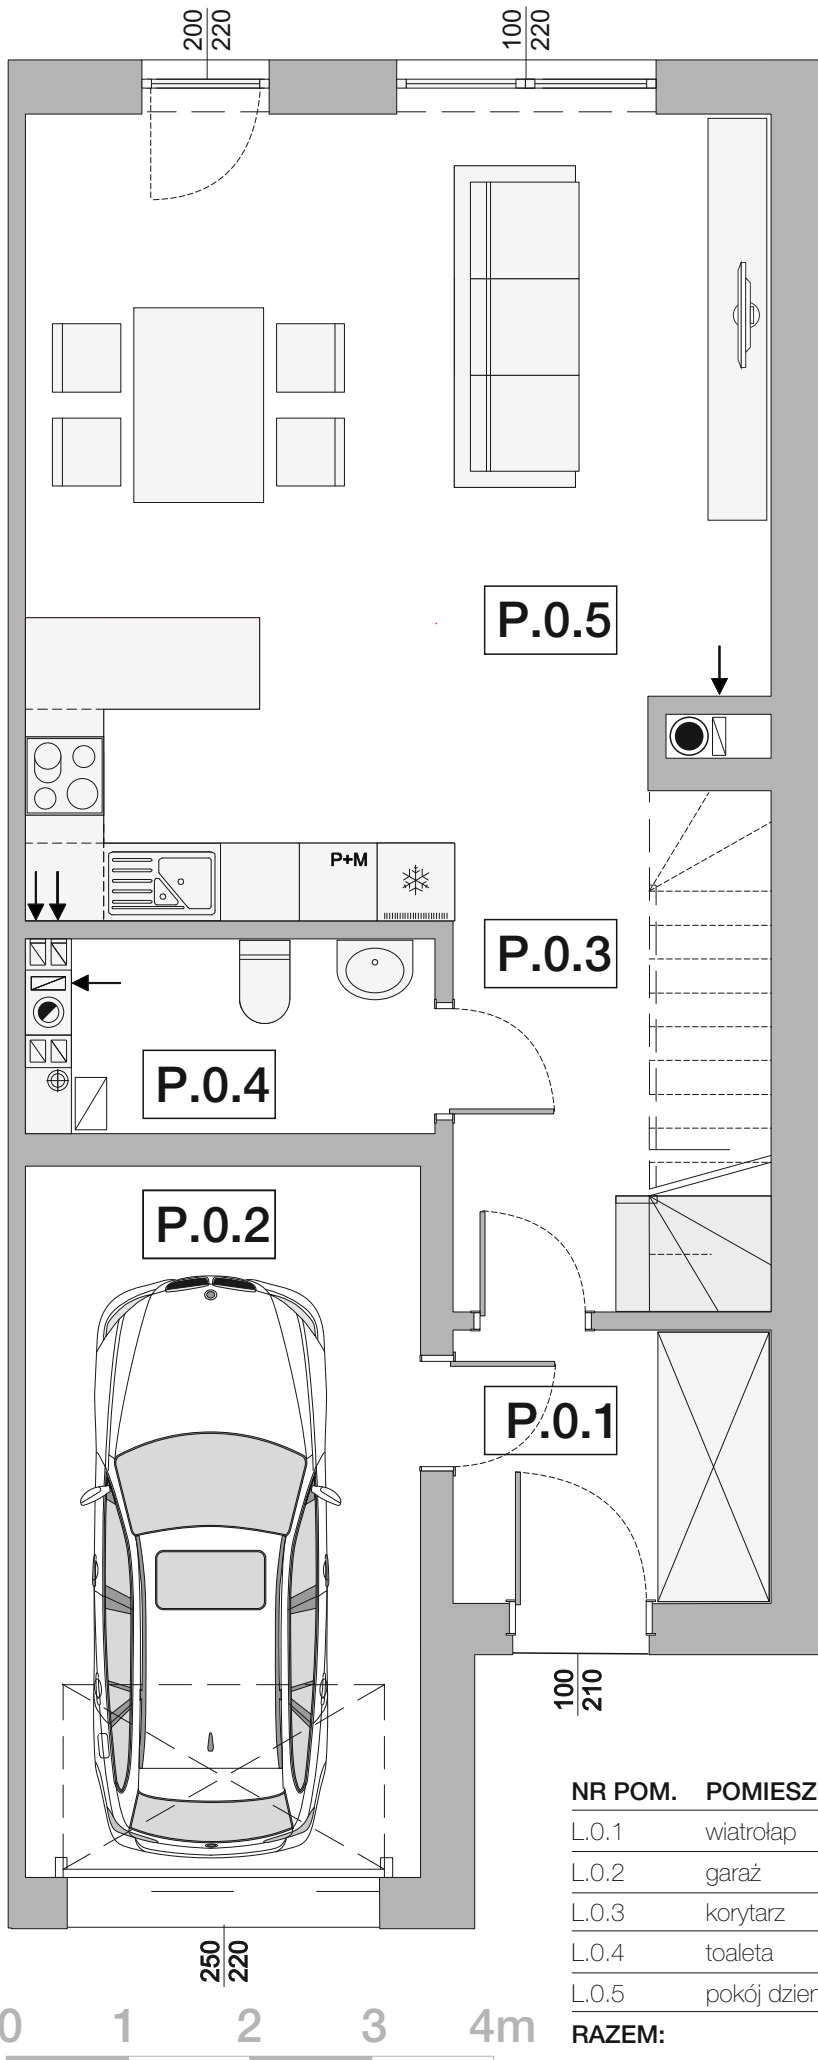 200
220
100
220
P.0.5
P+M
P.0.3
P.0.4
P.0.2
P.0.1
100
210
250
220
NR POM. POMIESZ
L.0.1 wiatrołap
L.0.2 garaż
L.0.3 korytarz
L.0.4 toaleta
L.0.5 pokój dzier
RAZEM:
0 1 2 3 4m